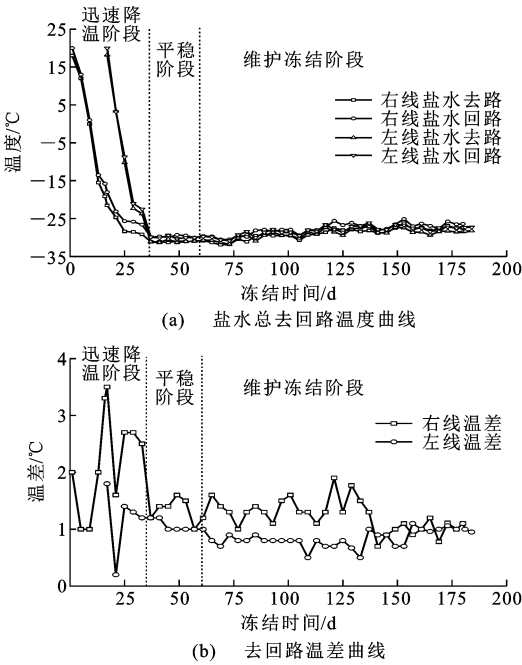 迅速降
温阶段
平稳
阶段
维护冻结阶段
右线盐水去路
右线盐水回路
左线盐水去路
左线盐水回路
温度/℃
25
15
5
-5
-15
-25
-35
0 25 50 75 100 125 150 175 200
冻结时间/d
(a) 盐水总去回路温度曲线
迅速降
温阶段
平稳
阶段
维护冻结阶段
右线温差
左线温差
温差/℃
4
3
2
1
0
25 50 75 100 125 150 175 200
冻结时间/d
(b) 去回路温差曲线